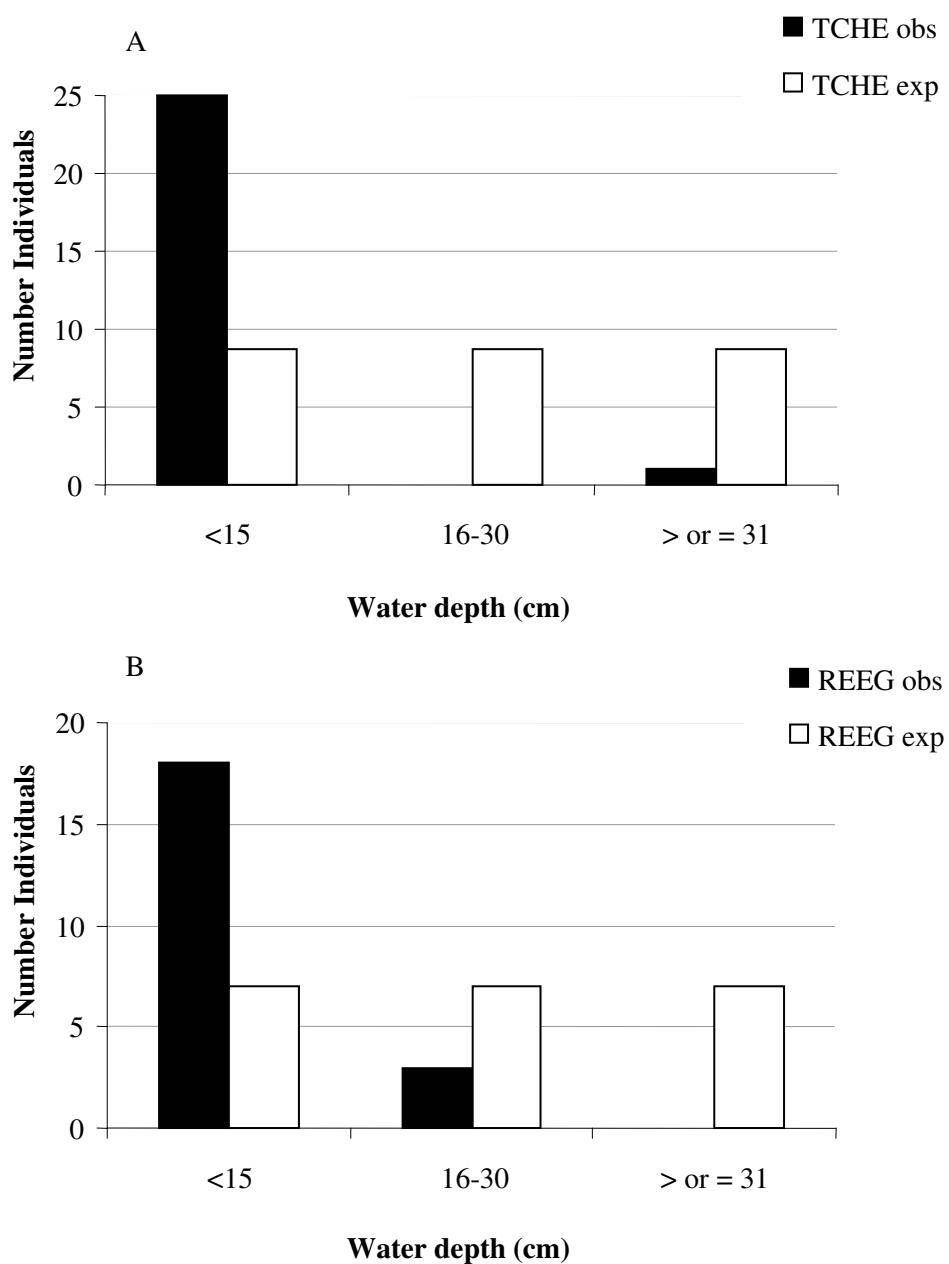 A
TCHE obs
TCHE exp
25
20
15
10
5
0
Number Individuals
<15
16-30
> or = 31
Water depth (cm)
B
REEG obs
REEG exp
20
15
10
5
0
Number Individuals
<15
16-30
> or = 31
Water depth (cm)